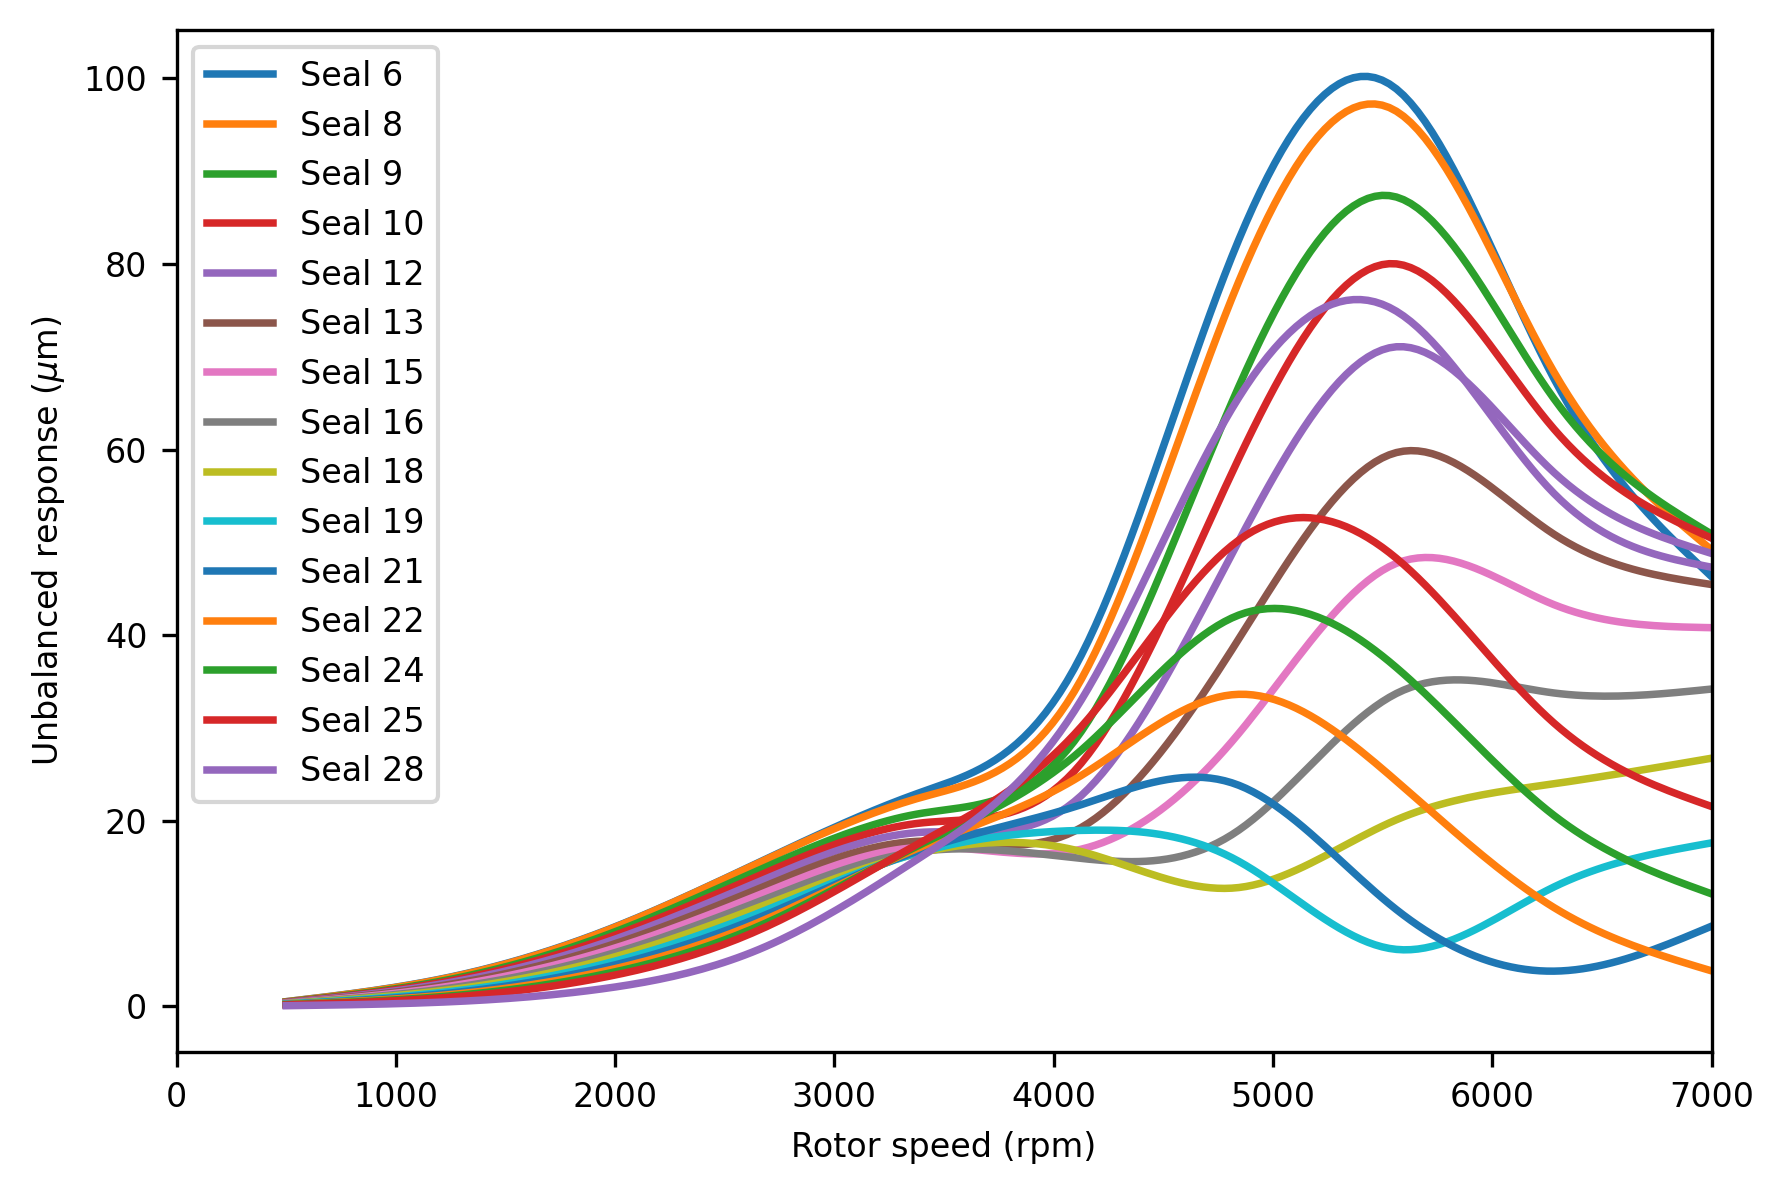 100
80
60
40
20
0
Unbalanced response (μm)
Seal 6
Seal 8
Seal 9
Seal 10
Seal 12
Seal 13
Seal 15
Seal 16
Seal 18
Seal 19
Seal 21
Seal 22
Seal 24
Seal 25
Seal 28
0 1000 2000 3000 4000 5000 6000 7000
Rotor speed (rpm)